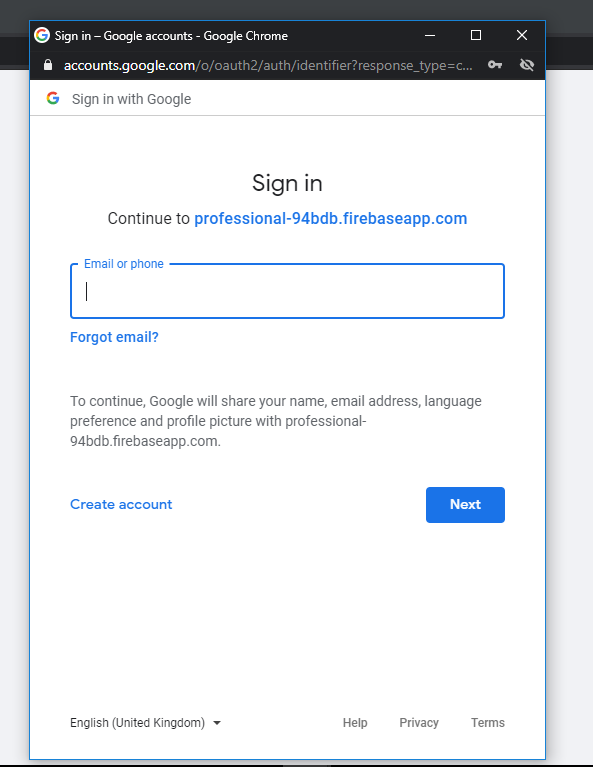 Sign in – Google accounts - Google Chrome
accounts.google.com/o/oauth2/auth/identifier?response_type=c...
Sign in with Google
Sign in
Continue to professional-94bdb.firebaseapp.com
Email or phone
Forgot email?
To continue, Google will share your name, email address, language
preference and profile picture with professional-
94bdb.firebaseapp.com.
Create account
Next
English (United Kingdom)
Help
Privacy
Terms